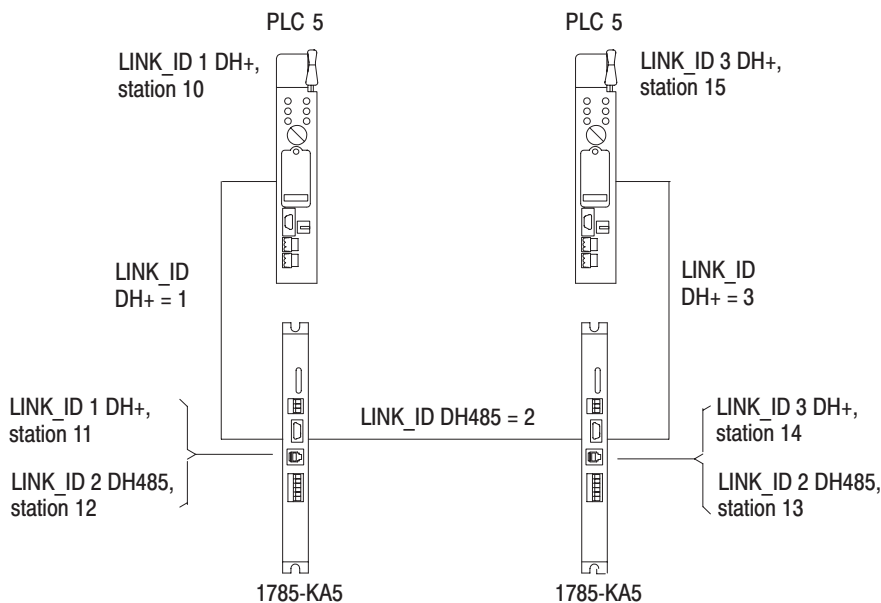 PLC 5
PLC 5
LINK_ID 1 DH+,
station 10
LINK_ID 3 DH+,
station 15
LINK_ID
DH+ = 1
LINK_ID
DH+ = 3
LINK_ID 1 DH+,
station 11
LINK_ID DH485 = 2
LINK_ID 3 DH+,
station 14
LINK_ID 2 DH485,
station 12
LINK_ID 2 DH485,
station 13
1785-KA5
1785-KA5